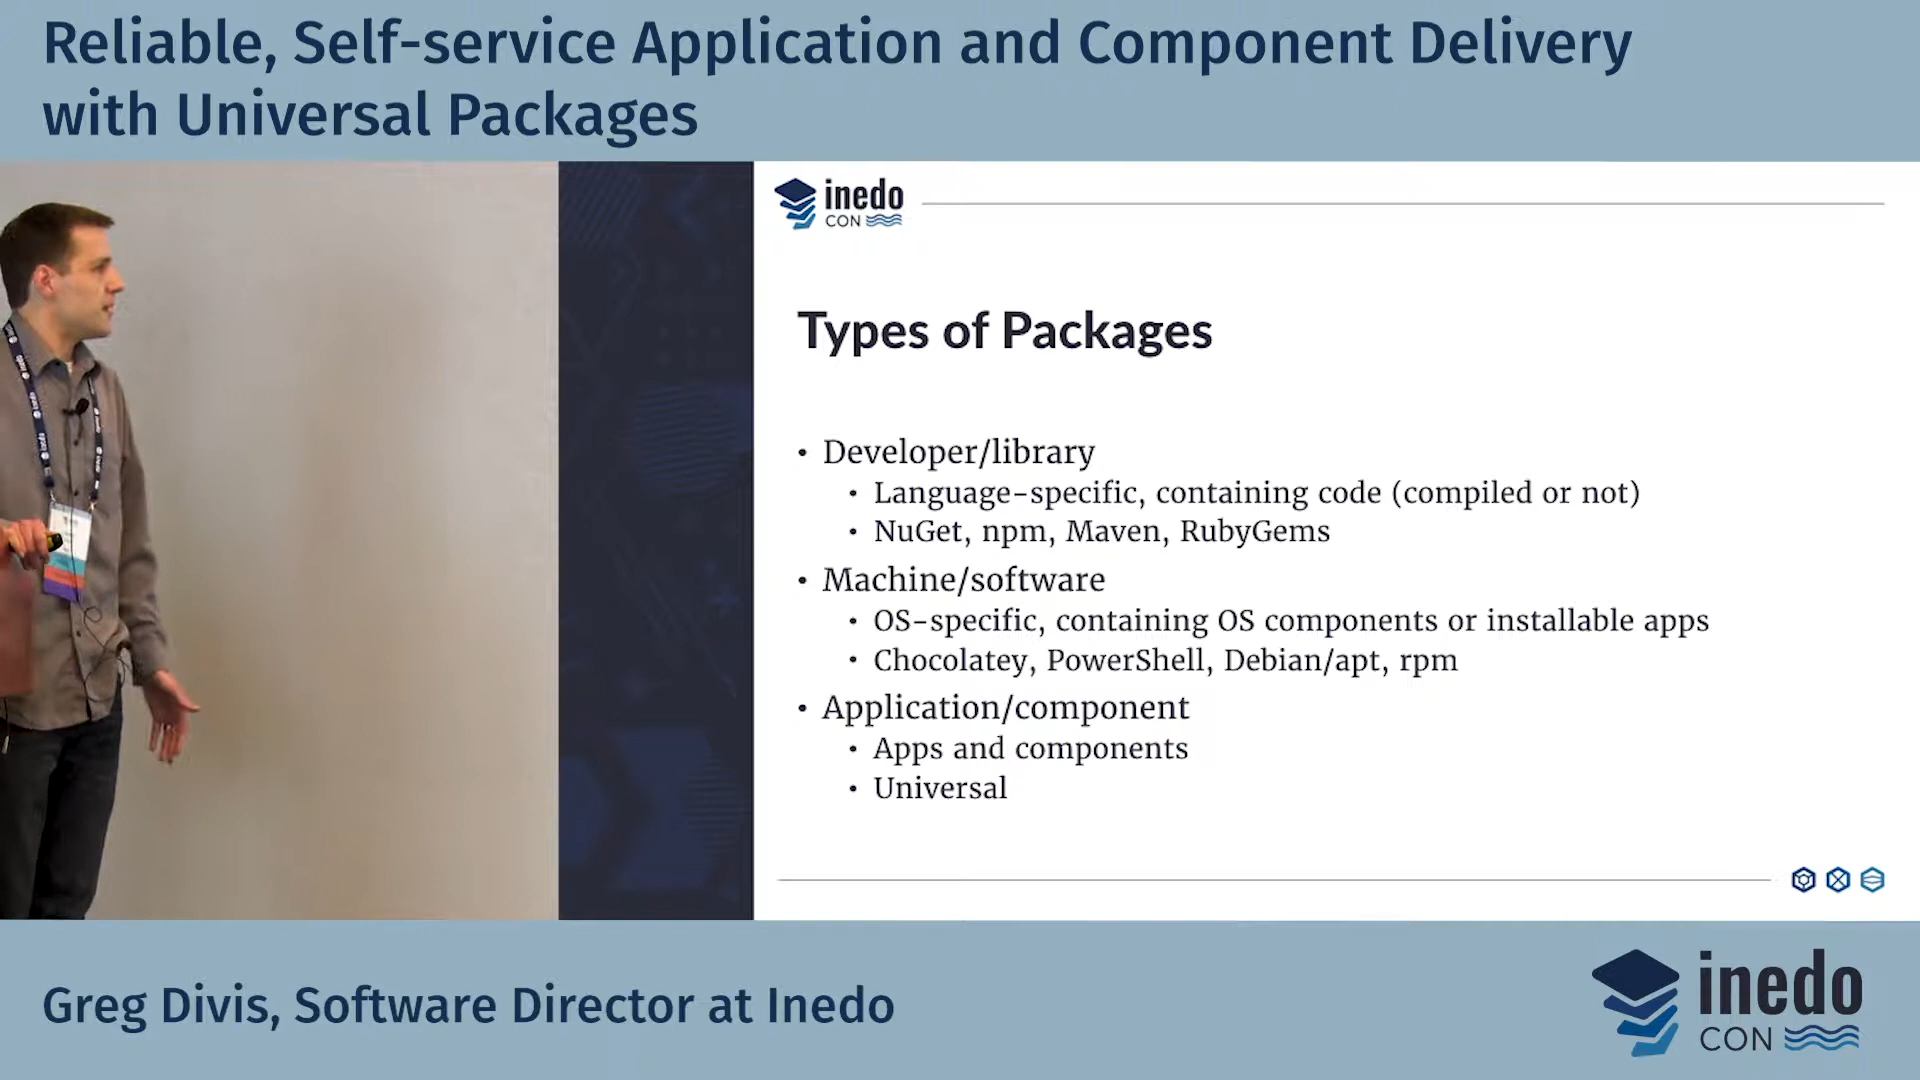 Reliable, Self-service Application and Component Delivery
with Universal Packages
inedo
CON
Types of Packages
• Developer/library
• Language-specific, containing code (compiled or not)
• NuGet, npm, Maven, RubyGems
• Machine/software
• OS-specific, containing OS components or installable apps
• Chocolatey, PowerShell, Debian/apt, rpm
• Application/component
• Apps and components
• Universal
Greg Divis, Software Director at Inedo
inedo
CON